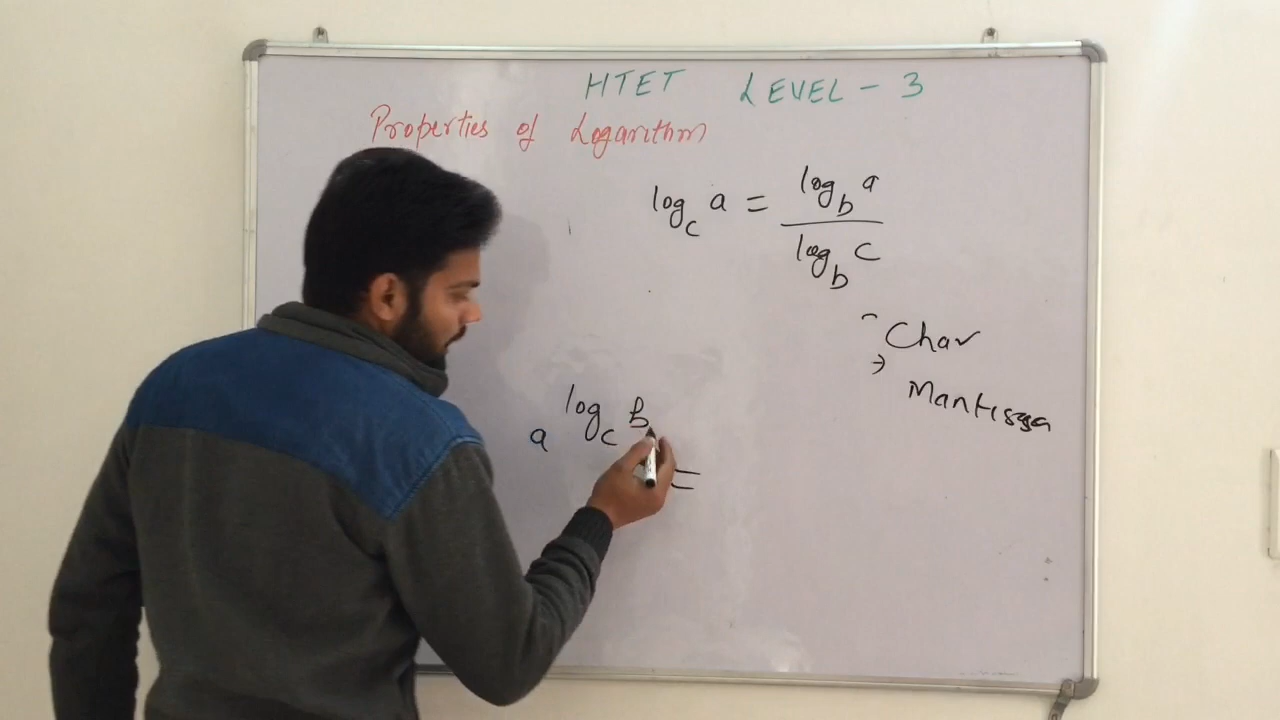 HTET LEVEL - 3
Properties of Logarithm
log_c a = log_b a / log_b c
Char
Mantissa
a^{log_c b} =